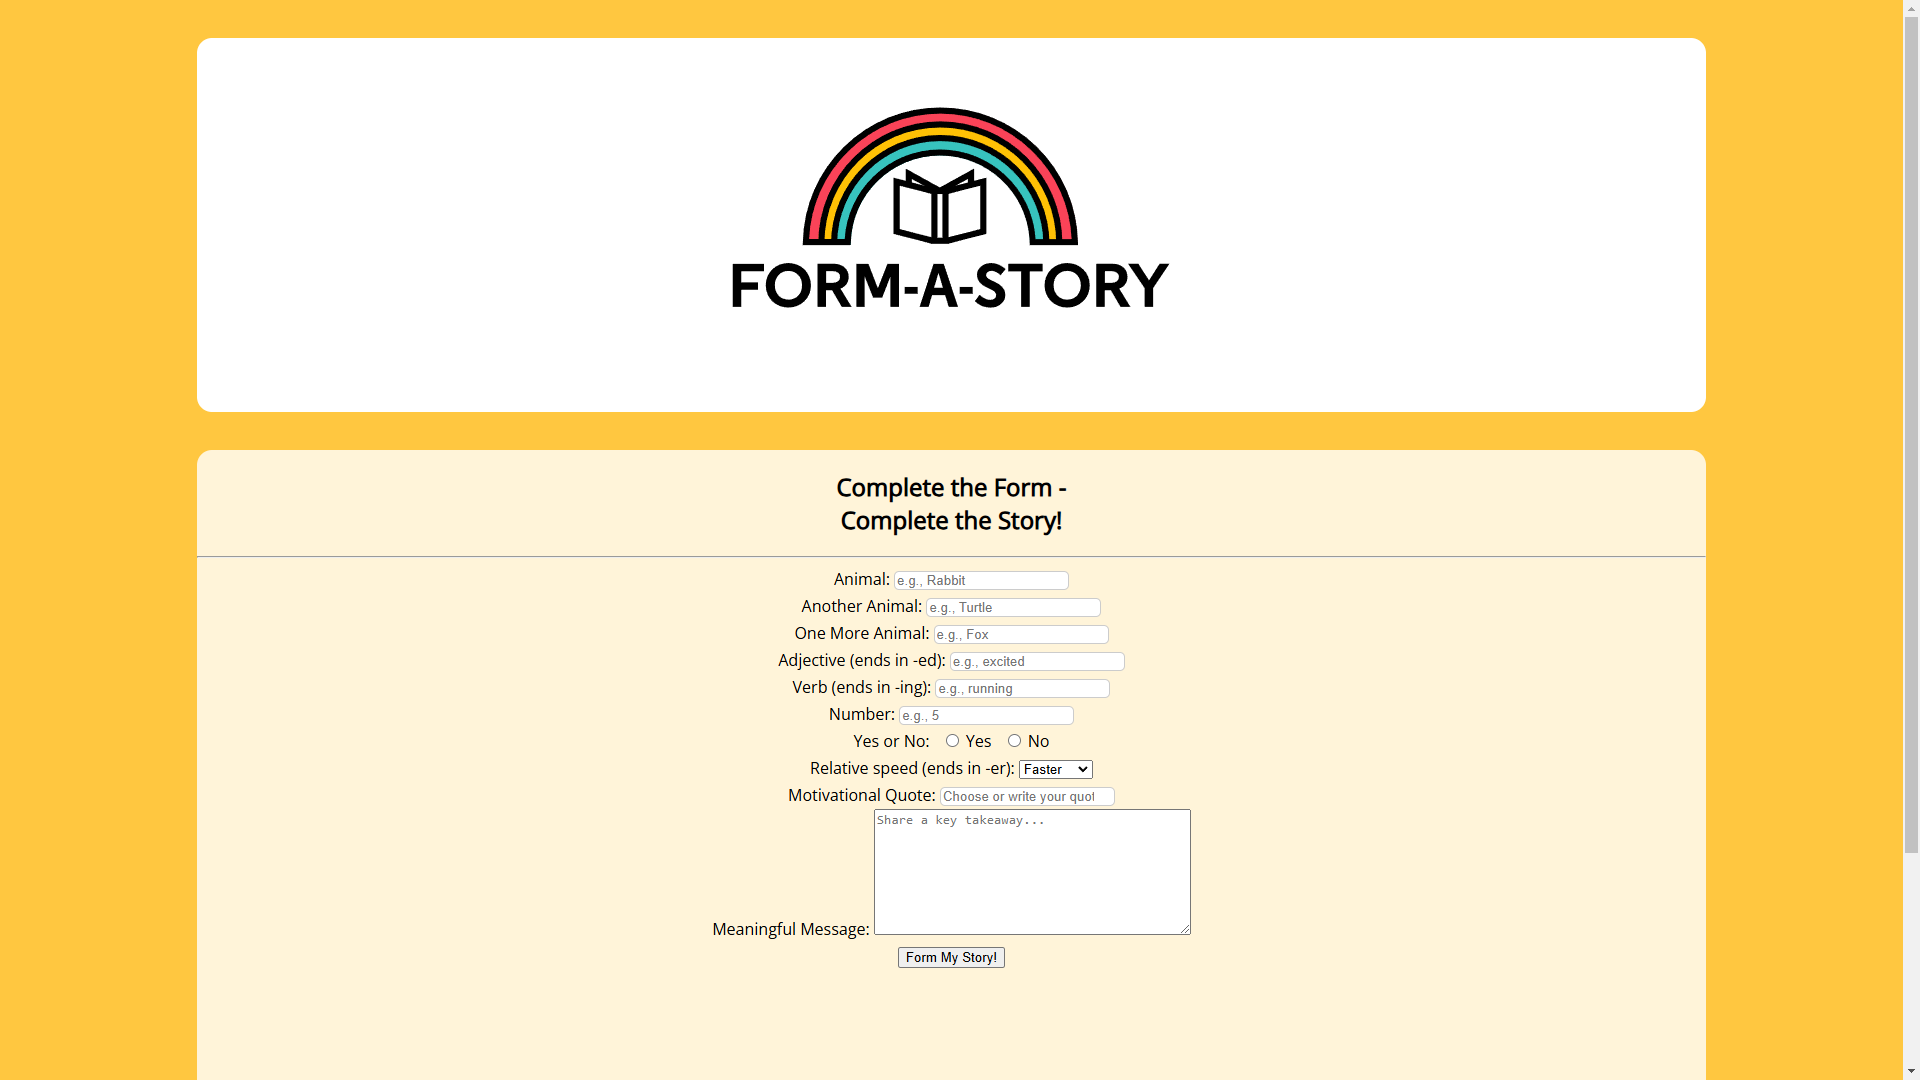 FORM-A-STORY
Complete the Form -
Complete the Story!
Animal: e.g., Rabbit
Another Animal: e.g., Turtle
One More Animal: e.g., Fox
Adjective (ends in -ed): e.g., excited
Verb (ends in -ing): e.g., running
Number: e.g., 5
Yes or No: Yes No
Relative speed (ends in -er): Faster
Motivational Quote: Choose or write your quot
Share a key takeaway...
Meaningful Message:
Form My Story!